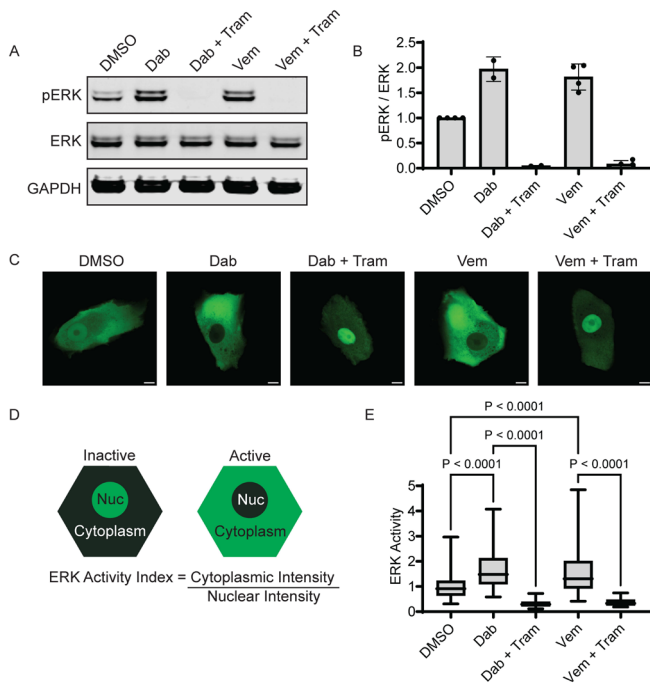 A
DMSO
Dab
Dab + Tram
Vem
Vem + Tram
pERK
ERK
GAPDH
B
pERK / ERK
2.5
2.0
1.5
1.0
0.5
0.0
DMSO
Dab
Dab + Tram
Vem
Vem + Tram
C
DMSO
Dab
Dab + Tram
Vem
Vem + Tram
D
Inactive
Active
Nuc
Nuc
Cytoplasm
Cytoplasm
ERK Activity Index = Cytoplasmic Intensity
Nuclear Intensity
E
P < 0.0001
P < 0.0001
P < 0.0001
P < 0.0001
ERK Activity
5
4
3
2
1
0
DMSO
Dab
Dab + Tram
Vem
Vem + Tram